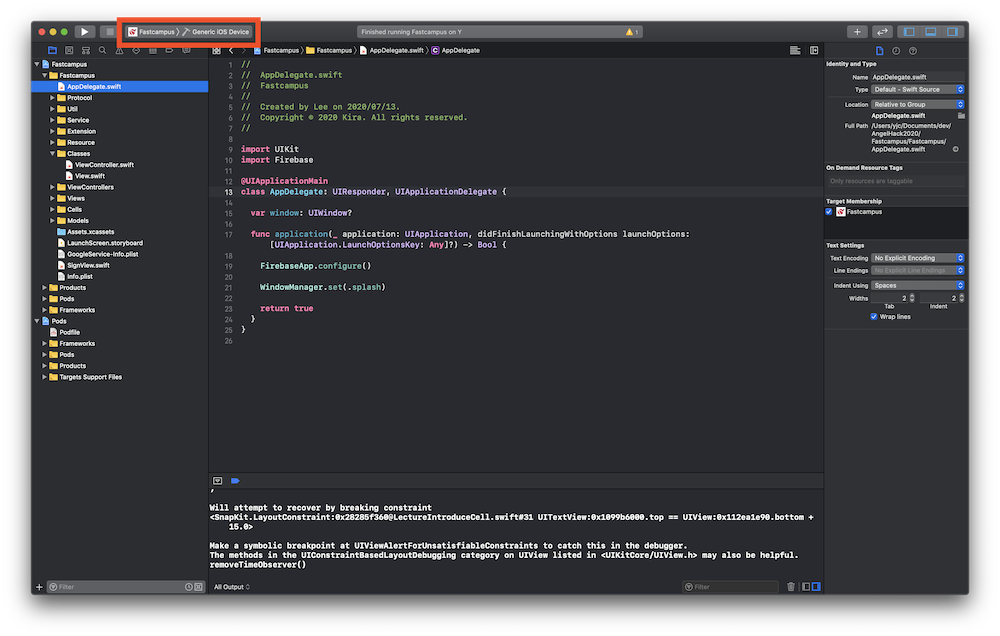 Fastcampus 〉 Generic iOS Device
Finished running Fastcampus on Y
1
Fastcampus
Fastcampus
AppDelegate.swift
Protocol
Util
Service
Extension
Resource
Classes
ViewController.swift
View.swift
ViewControllers
Views
Cells
Models
Assets.xcassets
LaunchScreen.storyboard
GoogleService-Info.plist
SignView.swift
Info.plist
Products
Pods
Frameworks
Pods
Podfile
Frameworks
Pods
Products
Targets Support Files
Filter
Fastcampus 〉 Fastcampus 〉 AppDelegate.swift 〉 C AppDelegate
1 //
2 //  AppDelegate.swift
3 //  Fastcampus
4 //
5 //  Created by Lee on 2020/07/13.
6 //  Copyright © 2020 Kira. All rights reserved.
7 //
8
9 import UIKit
10 import Firebase
11
12 @UIApplicationMain
13 class AppDelegate: UIResponder, UIApplicationDelegate {
14
15   var window: UIWindow?
16
17   func application(_ application: UIApplication, didFinishLaunchingWithOptions launchOptions:
[UIApplication.LaunchOptionsKey: Any]?) -> Bool {
18
19     FirebaseApp.configure()
20
21     WindowManager.set(.splash)
22
23     return true
24   }
25 }
26
,
Will attempt to recover by breaking constraint
<SnapKit.LayoutConstraint:0x28285f360@LectureIntroduceCell.swift#31 UITextView:0x1099b6000.top == UIView:0x112ea1e90.bottom +
15.0>
Make a symbolic breakpoint at UIViewAlertForUnsatisfiableConstraints to catch this in the debugger.
The methods in the UIConstraintBasedLayoutDebugging category on UIView listed in <UIKitCore/UIView.h> may also be helpful.
removeTimeObserver()
All Output
Filter
Identity and Type
Name AppDelegate.swift
Type Default - Swift Source
Location Relative to Group
AppDelegate.swift
Full Path /Users/yjc/Documents/dev/
AngelHack2020/
Fastcampus/Fastcampus/
AppDelegate.swift
On Demand Resource Tags
Only resources are taggable
Target Membership
Fastcampus
Text Settings
Text Encoding No Explicit Encoding
Line Endings No Explicit Line Endings
Indent Using Spaces
Widths 2 2
Tab Indent
Wrap lines